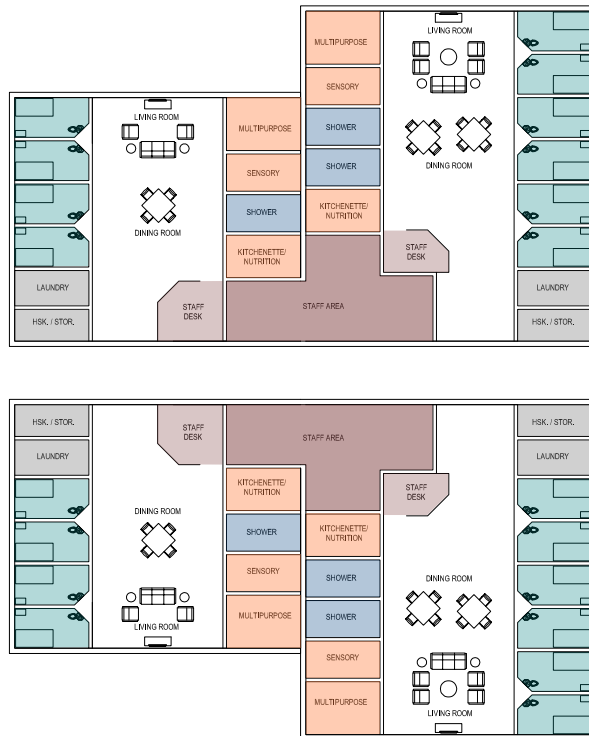 LIVING ROOM
MULTIPURPOSE
SENSORY
LIVING ROOM
MULTIPURPOSE
SHOWER
SHOWER
DINING ROOM
SENSORY
KITCHENETTE/
NUTRITION
SHOWER
DINING ROOM
KITCHENETTE/
NUTRITION
STAFF
DESK
LAUNDRY
LAUNDRY
STAFF
DESK
STAFF AREA
HSK. / STOR.
HSK. / STOR.
HSK. / STOR.
STAFF
DESK
STAFF AREA
HSK. / STOR.
LAUNDRY
LAUNDRY
KITCHENETTE/
NUTRITION
STAFF
DESK
DINING ROOM
SHOWER
KITCHENETTE/
NUTRITION
SENSORY
SHOWER
DINING ROOM
MULTIPURPOSE
SHOWER
LIVING ROOM
SENSORY
MULTIPURPOSE
LIVING ROOM